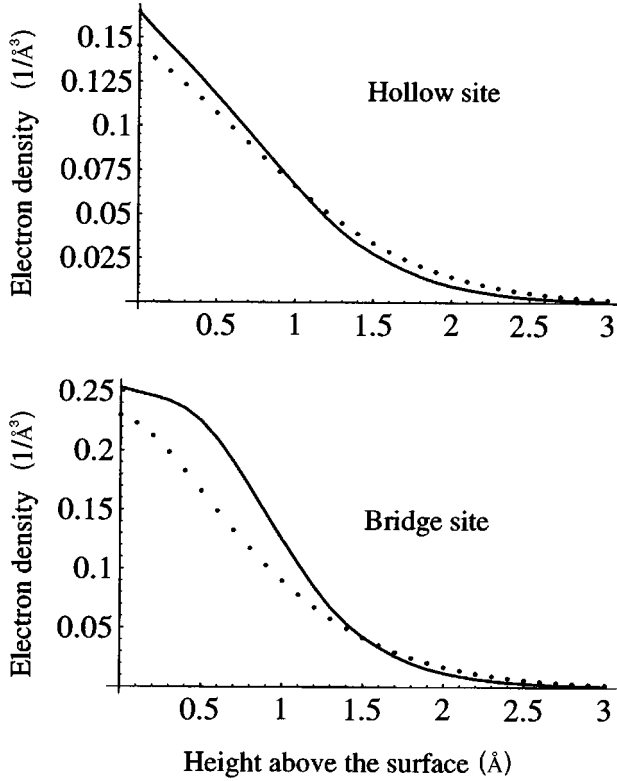 Electron density (1/Å³)
0.15
0.125
0.1
0.075
0.05
0.025
Hollow site
0.5 1 1.5 2 2.5 3
Electron density (1/Å³)
0.25
0.2
0.15
0.1
0.05
Bridge site
0.5 1 1.5 2 2.5 3
Height above the surface (Å)